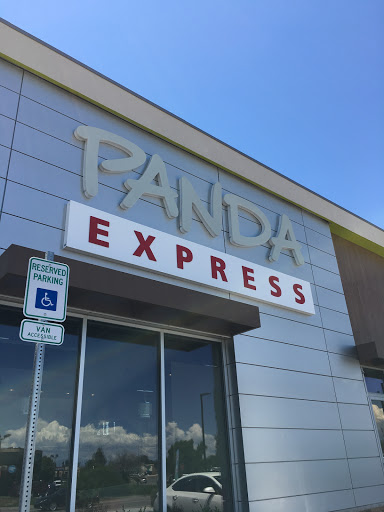 PANDA
EXPRESS
RESERVED
PARKING
VAN
ACCESSIBLE